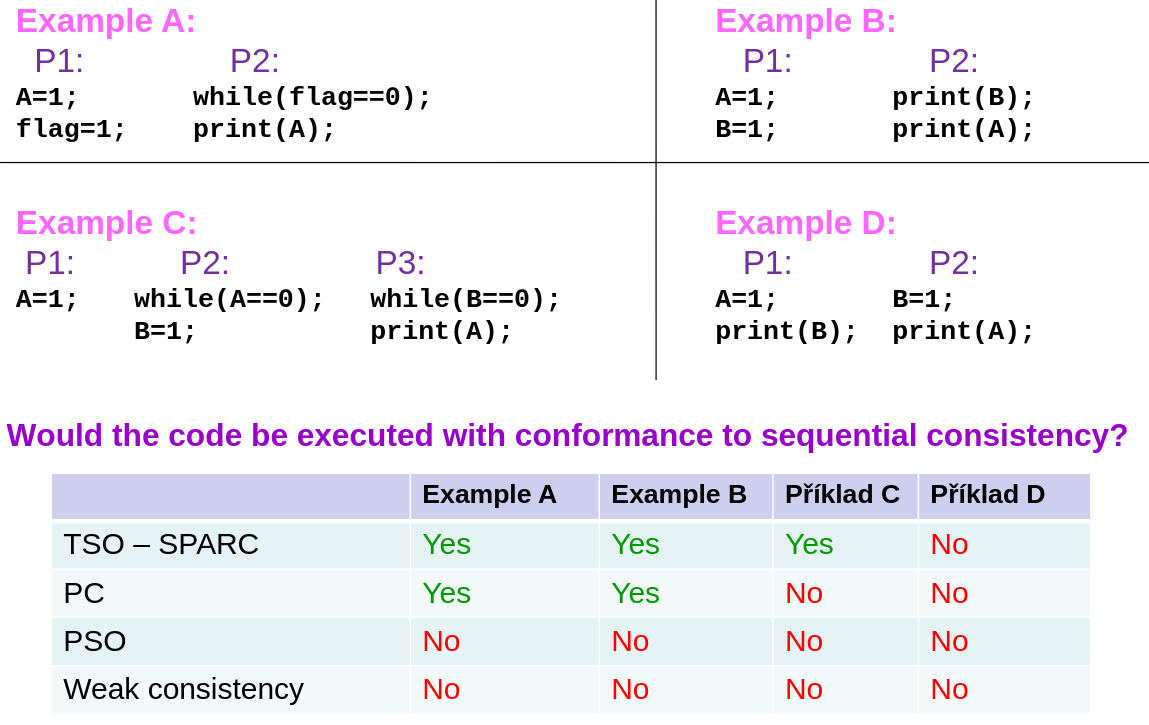 Example A:
P1: P2:
A=1; while(flag==0);
flag=1; print(A);
Example B:
P1: P2:
A=1; print(B);
B=1; print(A);
Example C:
P1: P2: P3:
A=1; while(A==0); while(B==0);
B=1; print(A);
Example D:
P1: P2:
A=1; B=1;
print(B); print(A);
Would the code be executed with conformance to sequential consistency?
Example A Example B Příklad C Příklad D
TSO – SPARC Yes Yes Yes No
PC Yes Yes No No
PSO No No No No
Weak consistency No No No No